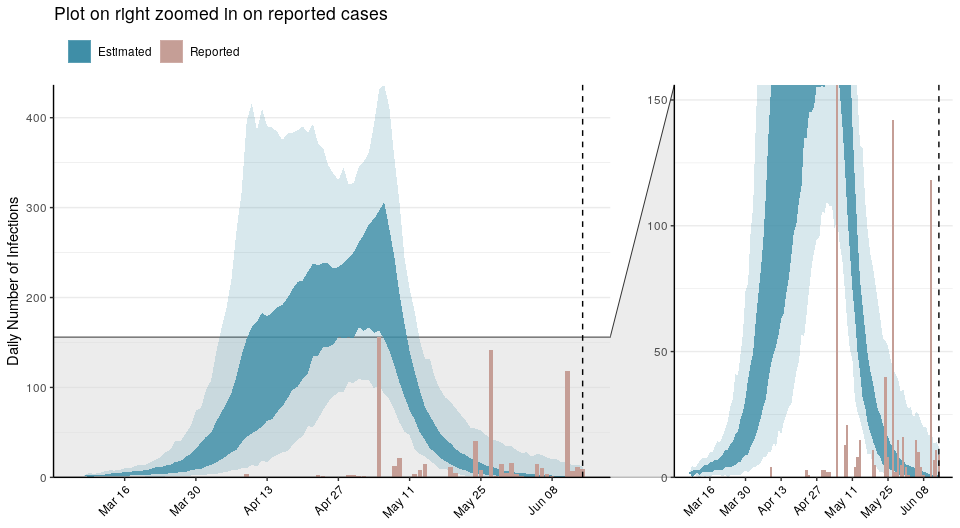 Plot on right zoomed in on reported cases
Estimated
Reported
Daily Number of Infections
400
300
200
100
0
Mar 16
Mar 30
Apr 13
Apr 27
May 11
May 25
Jun 08
150
100
50
0
Mar 16
Mar 30
Apr 13
Apr 27
May 11
May 25
Jun 08